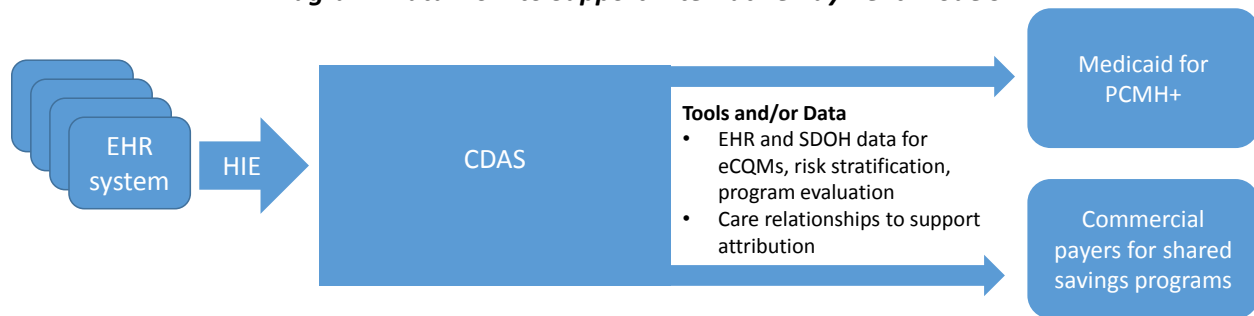 EHR
system
HIE
CDAS
Tools and/or Data
• EHR and SDOH data for
eCQMs, risk stratification,
program evaluation
• Care relationships to support
attribution
Medicaid for
PCMH+
Commercial
payers for shared
savings programs